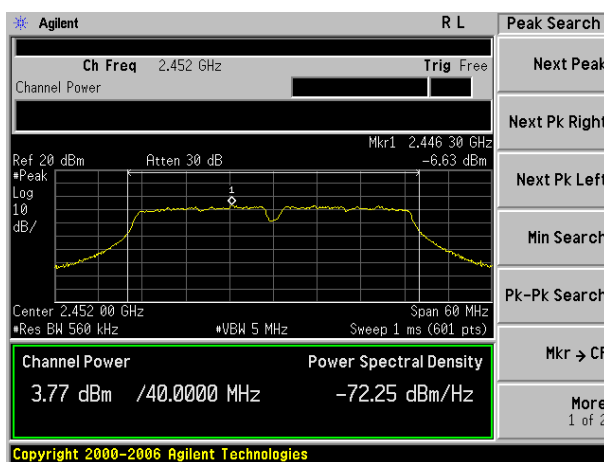 Agilent R L Peak Search
Ch Freq 2.452 GHz Trig Free
Channel Power
Next Peak
Next Pk Right
Next Pk Left
Min Search
Pk-Pk Search
Mkr → CF
More
1 of 2
Mkr1 2.446 30 GHz
Ref 20 dBm Atten 30 dB -6.63 dBm
#Peak
Log
10
dB/
1
Center 2.452 00 GHz Span 60 MHz
#Res BW 560 kHz #VBW 5 MHz Sweep 1 ms (601 pts)
Channel Power Power Spectral Density
3.77 dBm /40.0000 MHz -72.25 dBm/Hz
Copyright 2000-2006 Agilent Technologies